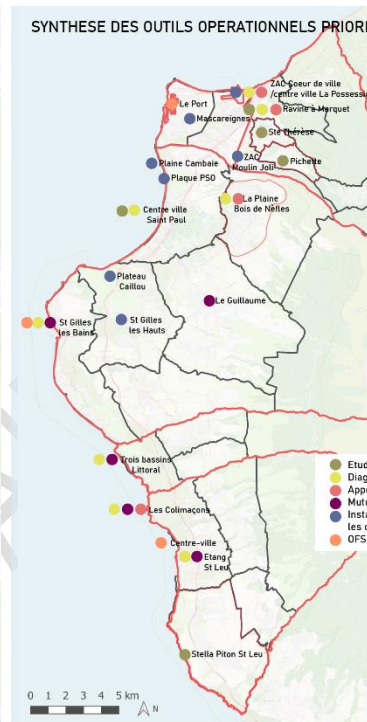 SYNTHESE DES OUTILS OPERATIONNELS PRIORI
ZAC Coeur de ville
/centre ville La Possession
Le Port
Ravine à Marquet
Mascareignes
Ste Thérèse
ZAC
Moulin Joli
Pichette
Plaine Cambaie
Plaque PSO
La Plaine
Bois de Nèfles
Centre ville
Saint Paul
Plateau
Caillou
Le Guillaume
St Gilles
les Bains
St Gilles
les Hauts
Trois bassins
Littoral
Etud
Diag
Appe
Mut
Insta
les c
OFS
Les Colimaçons
Centre-ville
Etang
St Leu
Stella Piton St Leu
0 1 2 3 4 5 km
N